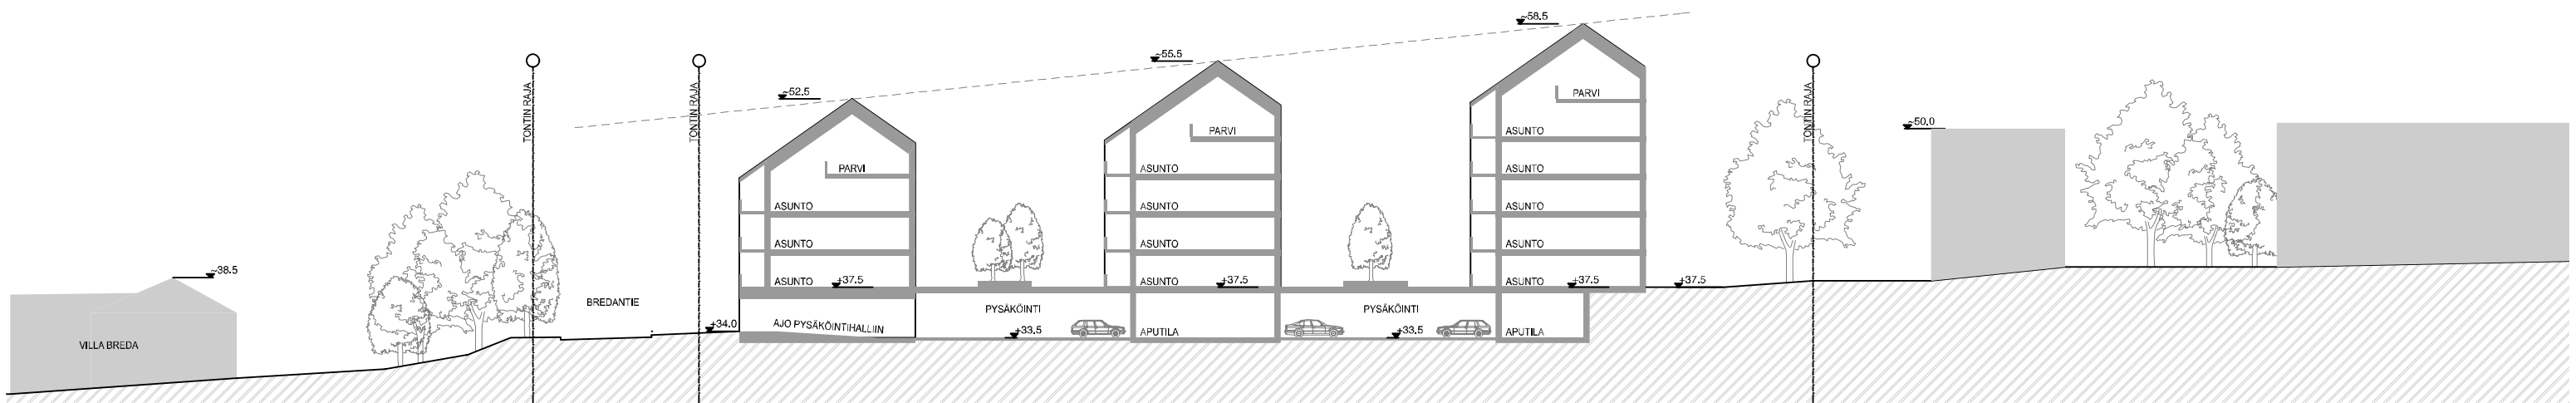 ~58.5
~55.5
~52.5
TONTIN RAJA
TONTIN RAJA
TONTIN RAJA
PARVI
~50.0
PARVI
ASUNTO
PARVI
ASUNTO
ASUNTO
ASUNTO
ASUNTO
ASUNTO
ASUNTO
ASUNTO
ASUNTO
~38.5
ASUNTO
+37.5
ASUNTO
+37.5
ASUNTO
+37.5
+37.5
BREDANTIE
PYSÄKÖINTI
PYSÄKÖINTI
+34.0
AJO PYSÄKÖINTIHALLIIN
+33.5
APUTILA
+33.5
APUTILA
VILLA BREDA